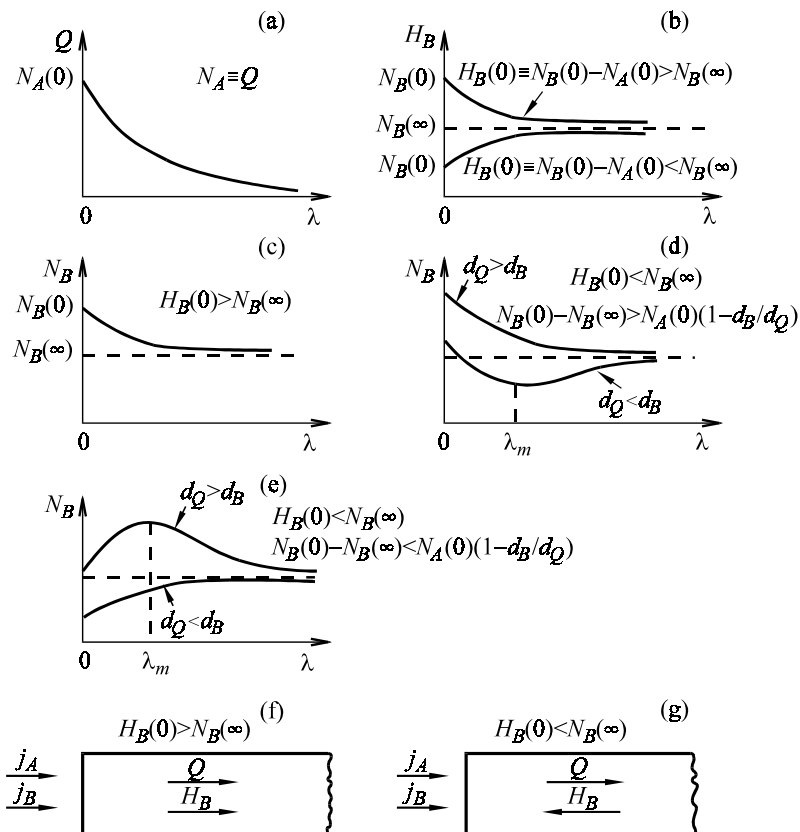 (a)
Q
N_A(0)
N_A≡Q
0
λ
(b)
H_B
N_B(0)
H_B(0)≡N_B(0)−N_A(0)>N_B(∞)
N_B(∞)
N_B(0)
H_B(0)≡N_B(0)−N_A(0)<N_B(∞)
0
λ
(c)
N_B
N_B(0)
H_B(0)>N_B(∞)
N_B(∞)
0
λ
(d)
N_B
d_Q>d_B
H_B(0)<N_B(∞)
N_B(0)−N_B(∞)>N_A(0)(1−d_B/d_Q)
d_Q<d_B
0
λ_m
λ
(e)
N_B
d_Q>d_B
H_B(0)<N_B(∞)
N_B(0)−N_B(∞)<N_A(0)(1−d_B/d_Q)
d_Q<d_B
0
λ_m
λ
(f)
H_B(0)>N_B(∞)
j_A
j_B
Q
H_B
(g)
H_B(0)<N_B(∞)
j_A
j_B
Q
H_B